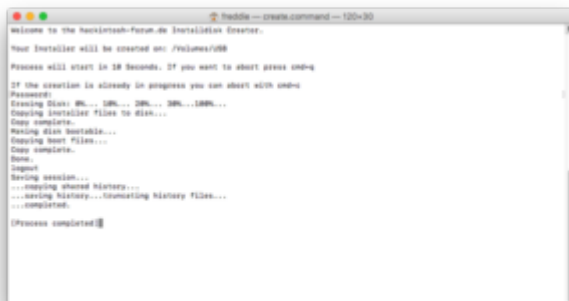 freddie — create.command — 120×30
Welcome to the hackintosh-forum.de Installdisk Creator.
Your Installer will be created on: /Volumes/USB
Process will start in 10 Seconds. If you want to abort press cmd+q
If the creation is already in progress you can abort with cmd+c
Password:
Erasing Disk: 0%... 10%... 20%... 30%...100%...
Copying installer files to disk...
Copy complete.
Making disk bootable...
Copying boot files...
Copy complete.
Done.
logout
Saving session...
...copying shared history...
...saving history...truncating history files...
...completed.
[Process completed]